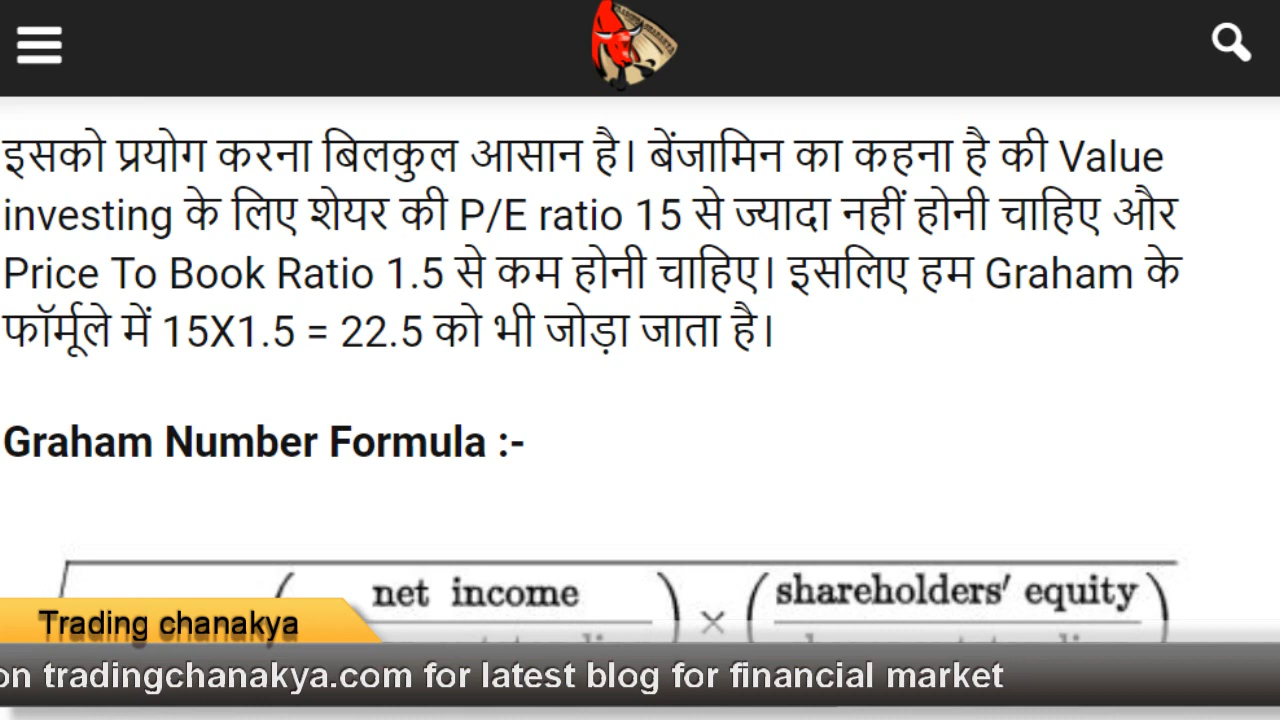 इसको प्रयोग करना बिलकुल आसान है। बेंजामिन का कहना है की Value
investing के लिए शेयर की P/E ratio 15 से ज्यादा नहीं होनी चाहिए और
Price To Book Ratio 1.5 से कम होनी चाहिए। इसलिए हम Graham के
फॉर्मूले में 15X1.5 = 22.5 को भी जोड़ा जाता है।
Graham Number Formula :-
( net income ) × ( shareholders' equity )
Trading chanakya
on tradingchanakya.com for latest blog for financial market